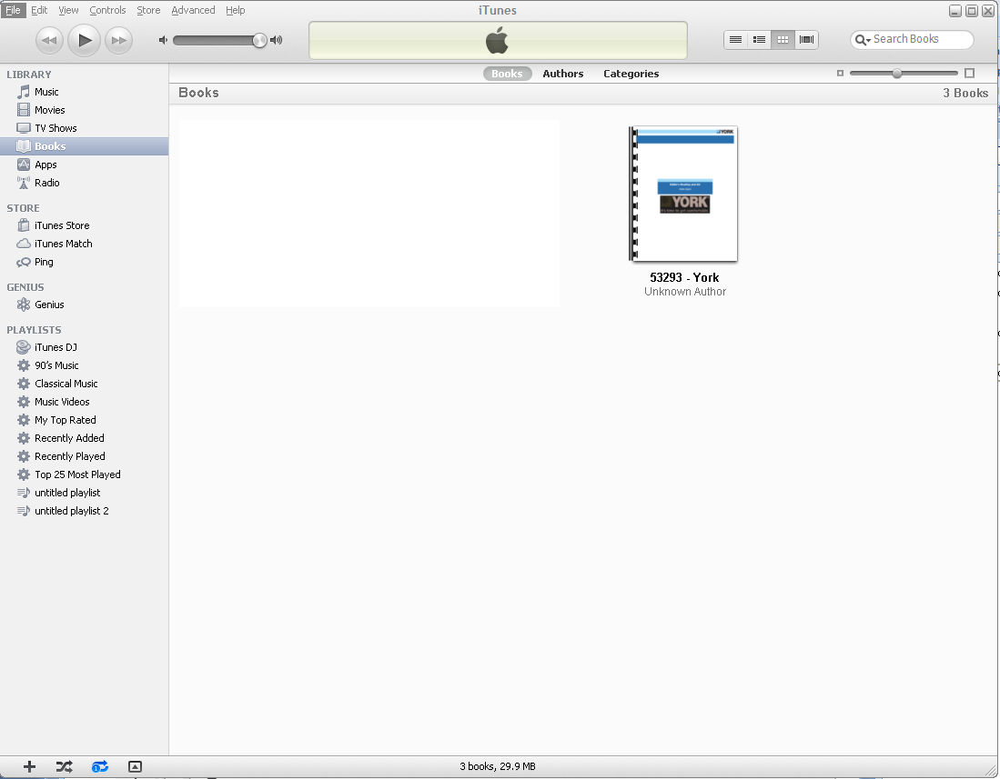 iTunes
File Edit View Controls Store Advanced Help
Search Books
Books Authors Categories
Books
3 Books
LIBRARY
Music
Movies
TV Shows
Books
Apps
Radio
STORE
iTunes Store
iTunes Match
Ping
GENIUS
Genius
PLAYLISTS
iTunes DJ
90's Music
Classical Music
Music Videos
My Top Rated
Recently Added
Recently Played
Top 25 Most Played
untitled playlist
untitled playlist 2
YORK
YORK
53293 - York
Unknown Author
3 books, 29.9 MB